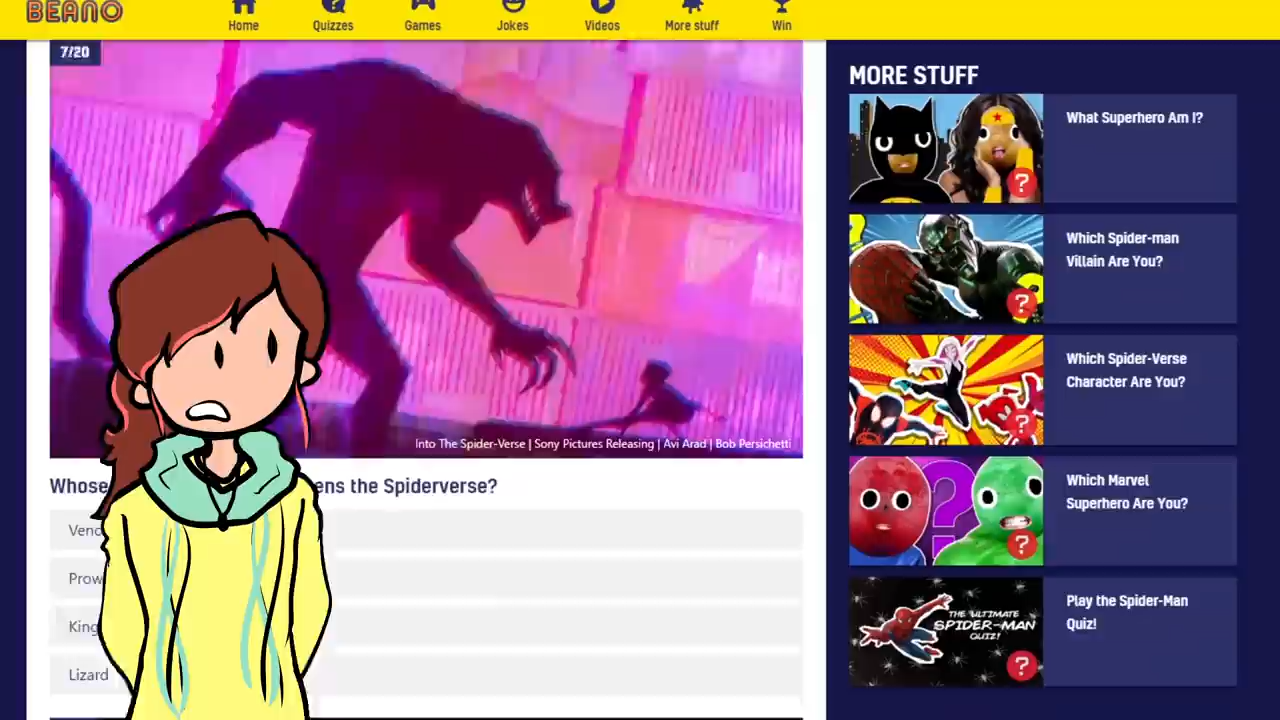 BEANO
Home
Quizzes
Games
Jokes
Videos
More stuff
Win
7/20
Into The Spider-Verse | Sony Pictures Releasing | Avi Arad | Bob Persichetti
Whose
ens the Spiderverse?
Veno
Prow
King
Lizard
MORE STUFF
What Superhero Am I?
?
Which Spider-man
Villain Are You?
?
Which Spider-Verse
Character Are You?
?
Which Marvel
Superhero Are You?
?
?
THE ULTIMATE
SPIDER-MAN
QUIZ!
?
Play the Spider-Man
Quiz!